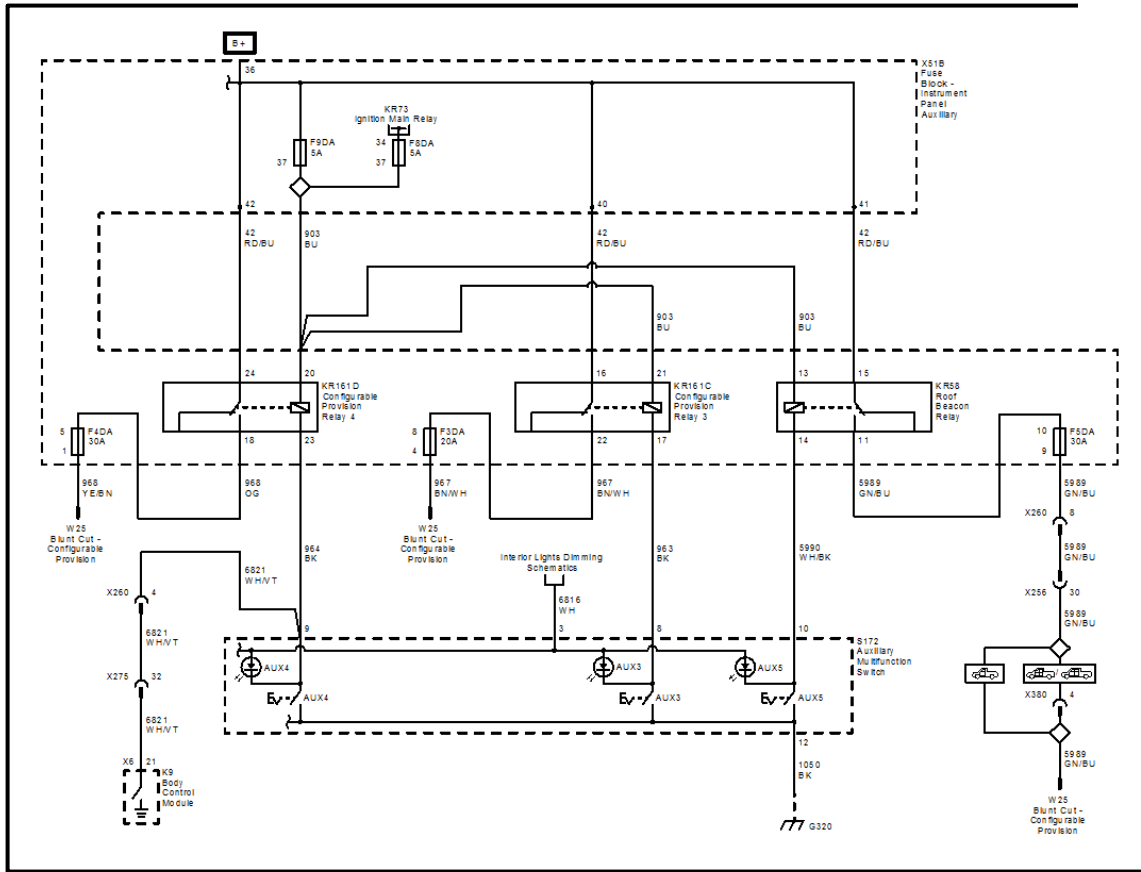 B+
36
X51B
Fuse
Block -
Instrument
Panel
Auxiliary
KR73
Ignition Main Relay
F9DA
5A
37
34
37
F8DA
5A
42
40
41
42
RD/BU
903
BU
42
RD/BU
42
RD/BU
903
BU
903
BU
24
20
KR161D
Configurable
Provision
Relay 4
18
23
16
21
KR161C
Configurable
Provision
Relay 3
22
17
13
15
KR58
Roof
Beacon
Relay
14
11
5
1
F4DA
30A
8
4
F3DA
20A
10
9
F5DA
30A
968
YE/BN
968
OG
967
BN/WH
967
BN/WH
5989
GN/BU
5989
GN/BU
W25
Blunt Cut -
Configurable
Provision
W25
Blunt Cut -
Configurable
Provision
X260
8
964
BK
Interior Lights Dimming
Schematics
963
BK
5990
WH/BK
5989
GN/BU
6821
WH/VT
X260
4
6816
WH
X256
30
5989
GN/BU
6821
WH/VT
9
3
8
10
S172
Auxiliary
Multifunction
Switch
AUX4
AUX3
AUX5
AUX4
AUX3
AUX5
X275
32
/
X380
4
6821
WH/VT
12
5989
GN/BU
1050
BK
X6
21
K9
Body
Control
Module
G320
W25
Blunt Cut -
Configurable
Provision